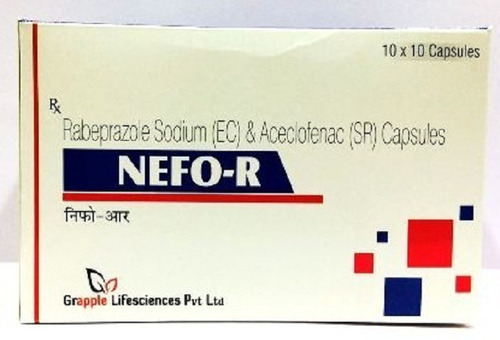 10 x 10 Capsules
Rx
Rabeprazole Sodium (EC) & Aceclofenac (SR) Capsules
NEFO-R
निफो-आर
Grapple Lifesciences Pvt Ltd